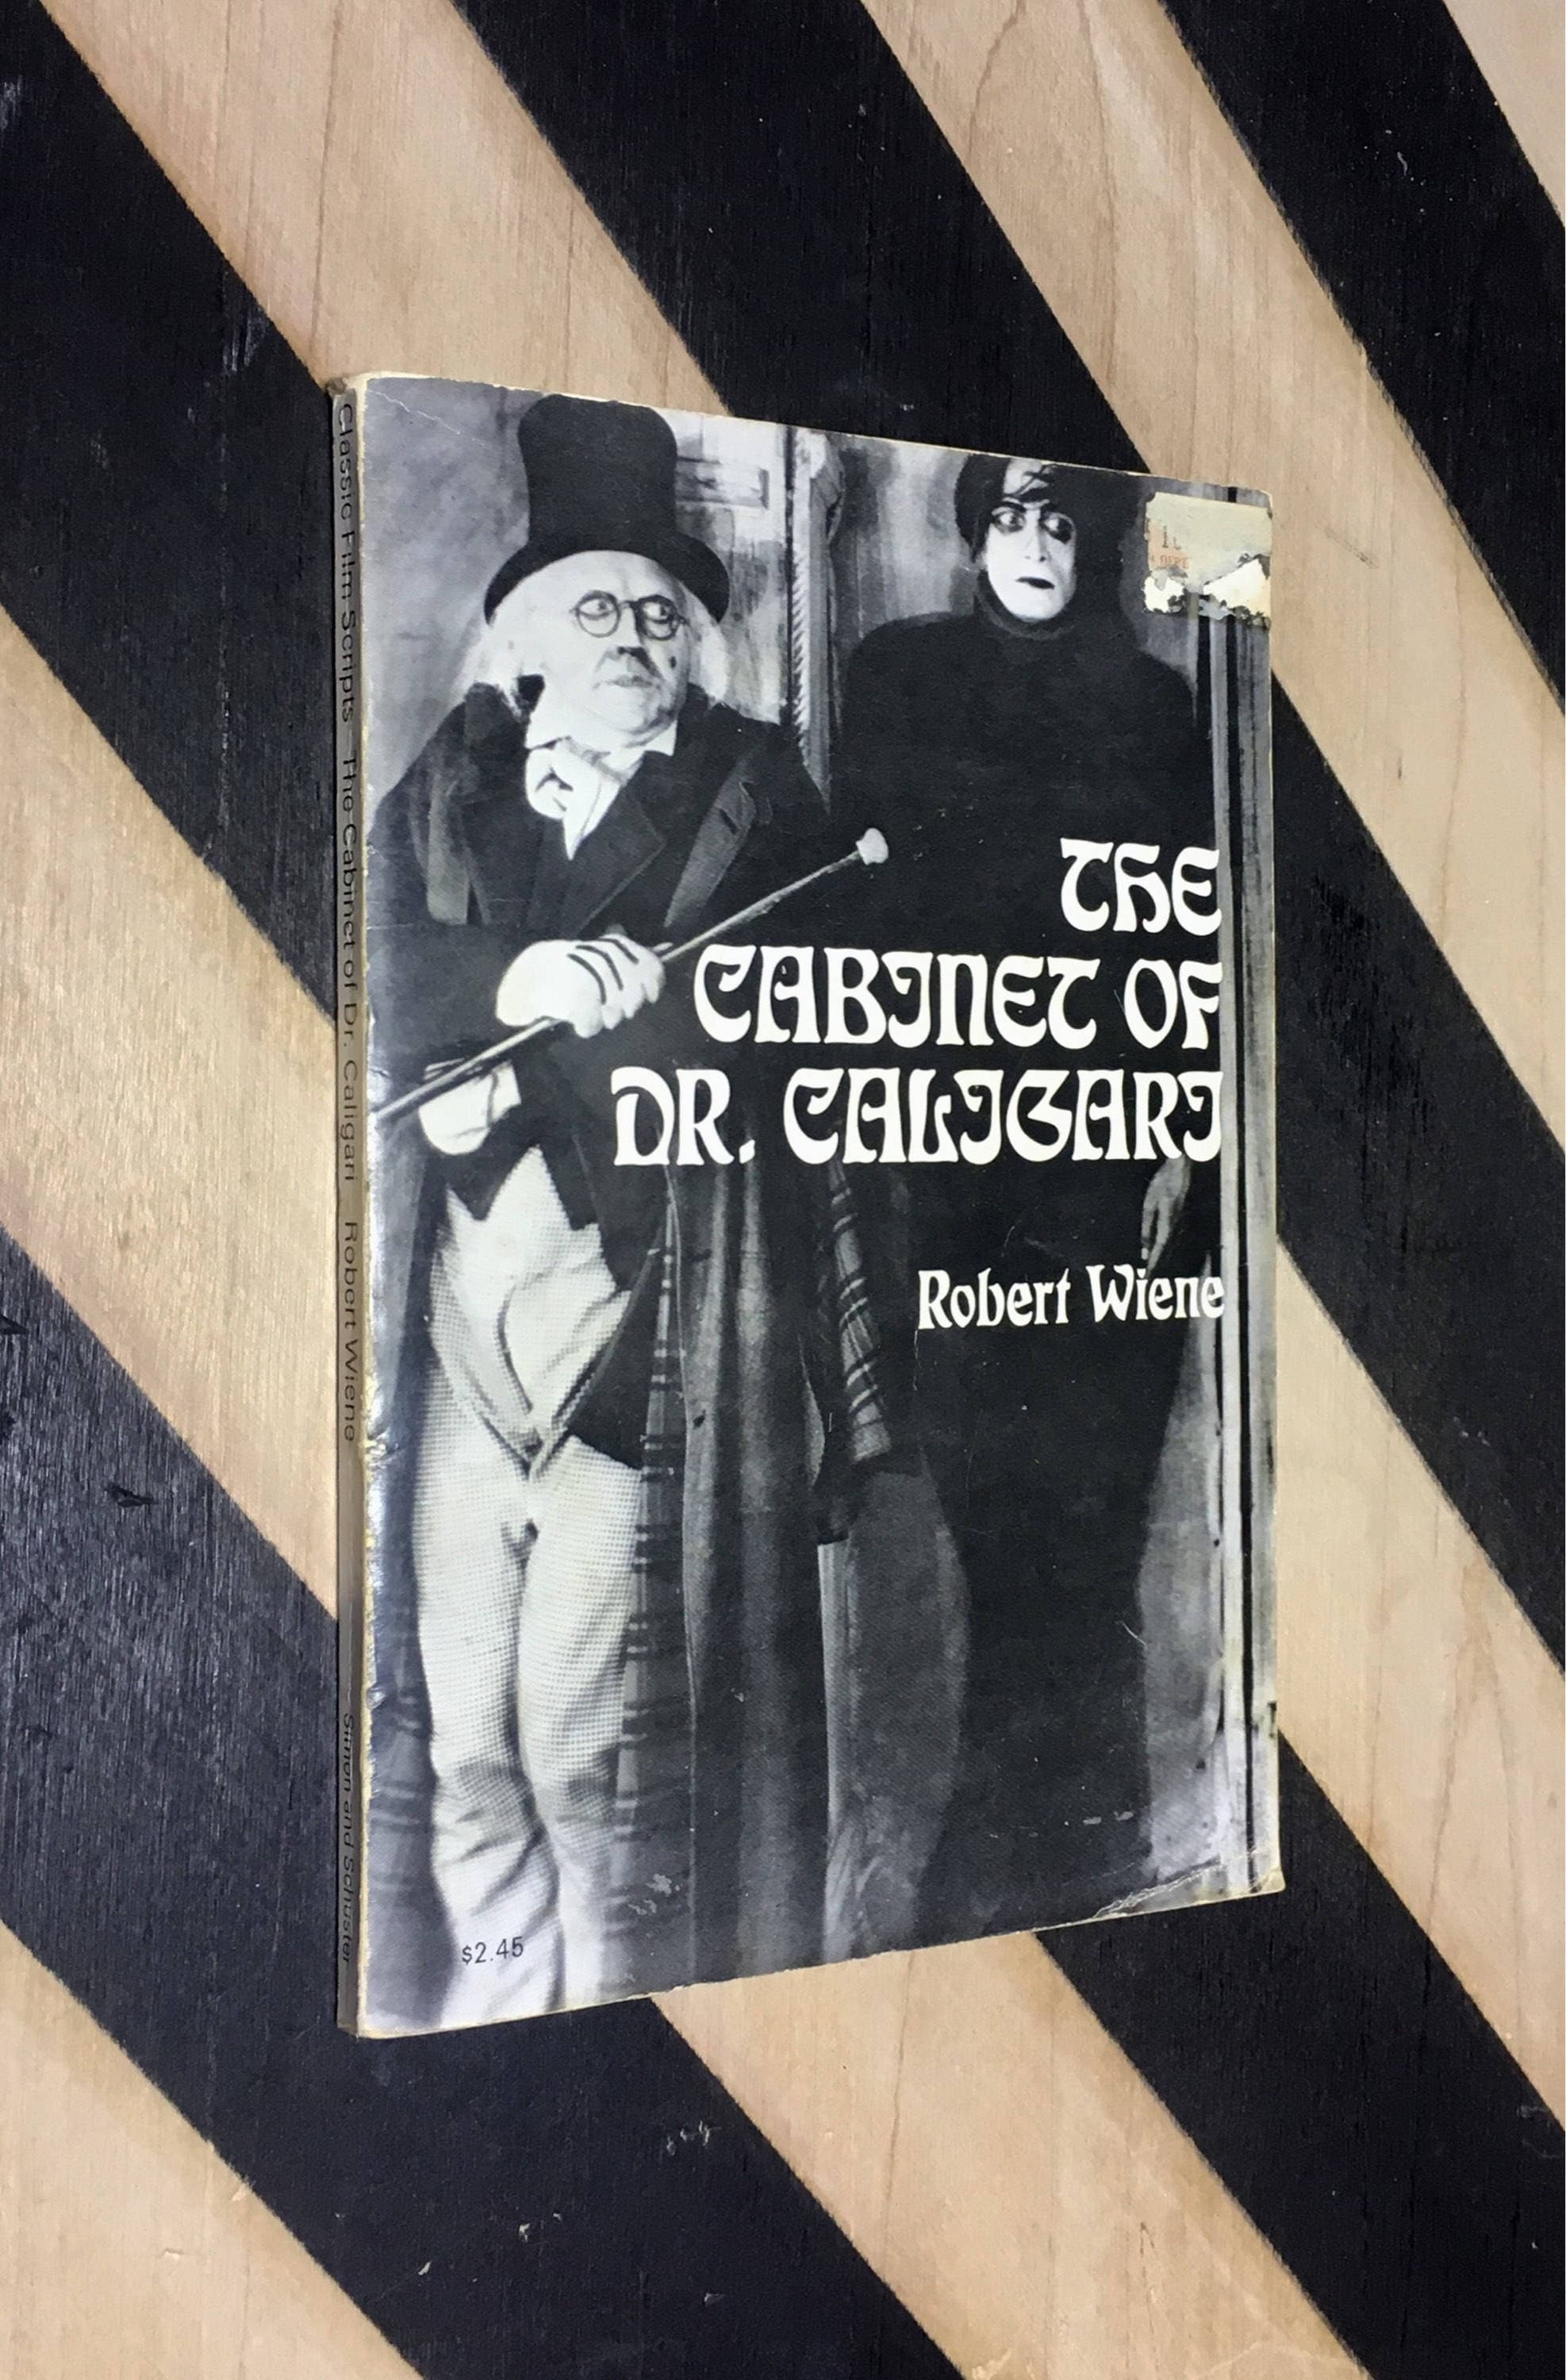 Classic Film Scripts The Cabinet of Dr. Caligari Robert Wiene Simon and Schuster
THE
CABINET OF
DR. CALIGARI
Robert Wiene
$2.45